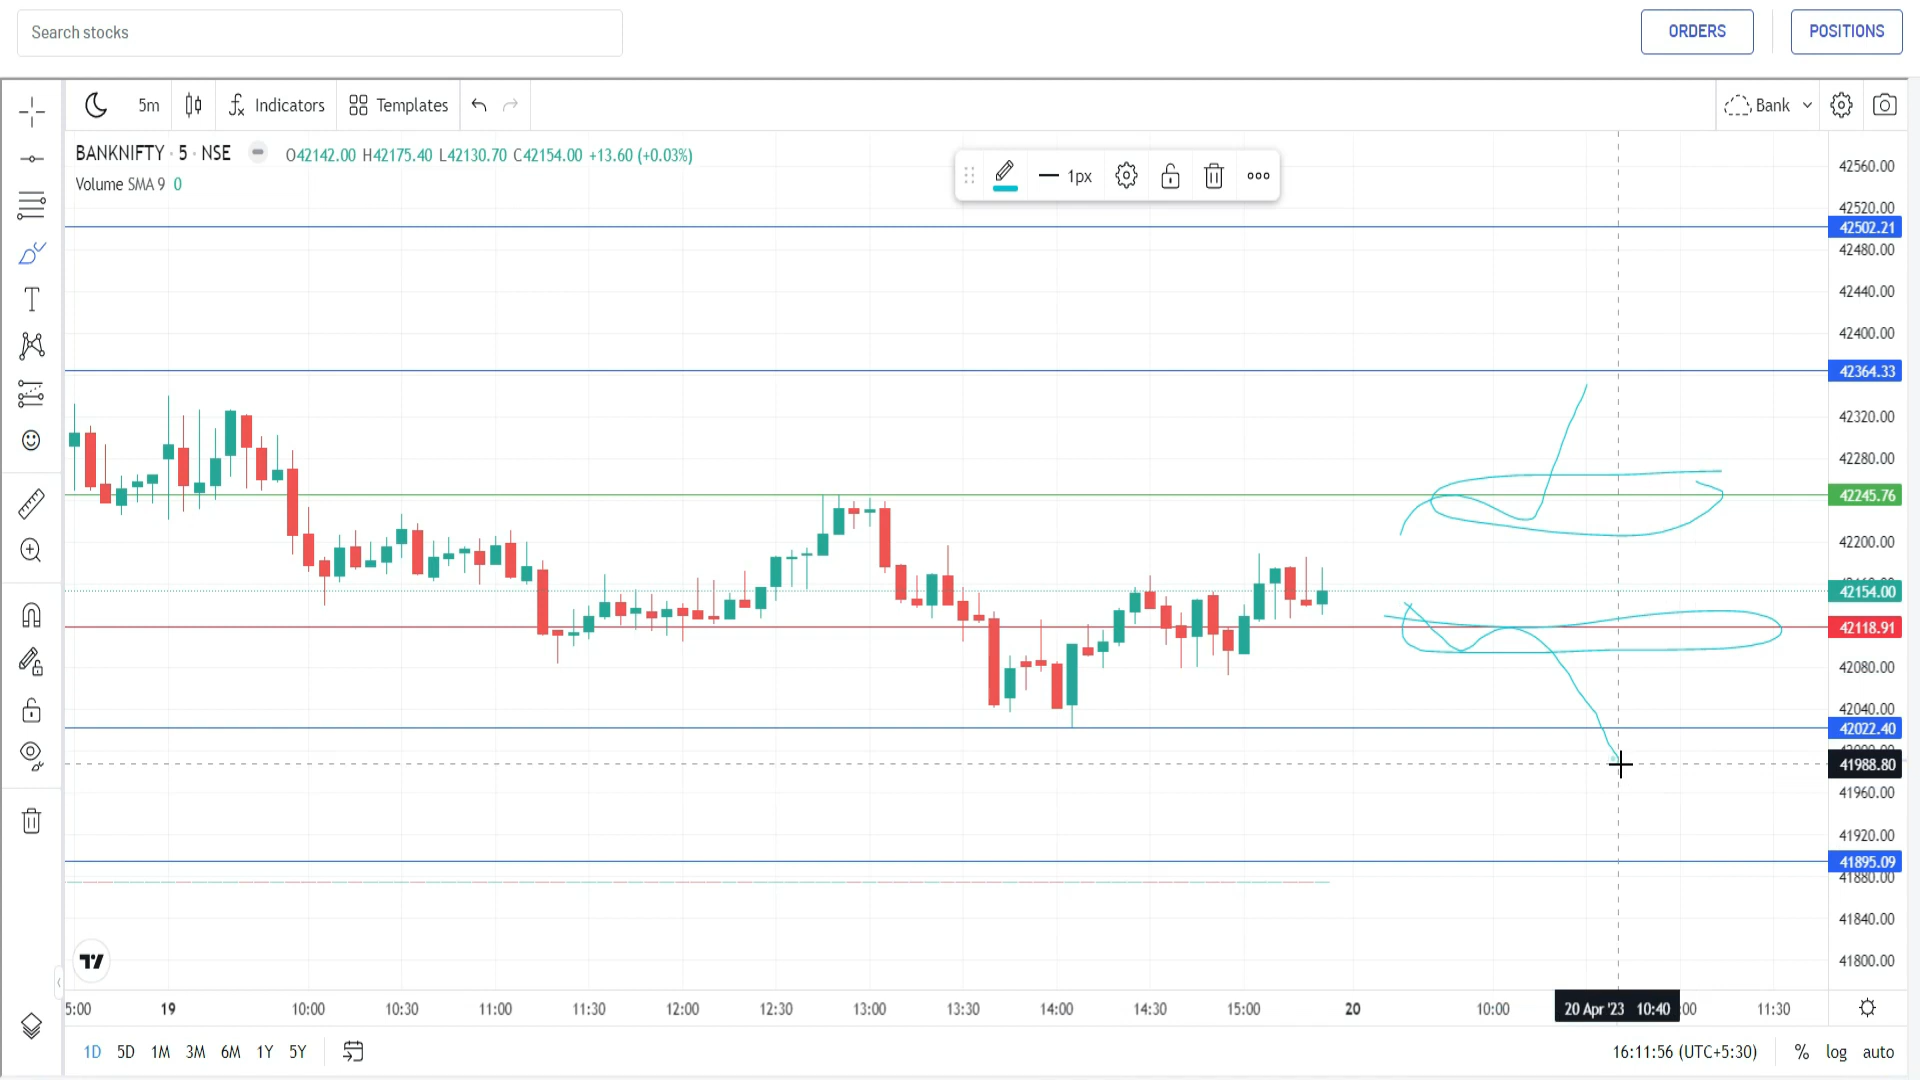 Search stocks
ORDERS
POSITIONS
5m
Indicators
Templates
Bank
BANKNIFTY · 5 · NSE
O42142.00 H42175.40 L42130.70 C42154.00 +13.60 (+0.03%)
Volume SMA 9 0
1px
42560.00
42520.00
42502.21
42480.00
42440.00
42400.00
42364.33
42320.00
42280.00
42245.76
42200.00
42154.00
42118.91
42080.00
42040.00
42022.40
41988.80
41960.00
41920.00
41895.09
41880.00
41840.00
41800.00
5:00 19 10:00 10:30 11:00 11:30 12:00 12:30 13:00 13:30 14:00 14:30 15:00 20 10:00 20 Apr '23 10:40 :00 11:30
1D 5D 1M 3M 6M 1Y 5Y
16:11:56 (UTC+5:30) % log auto